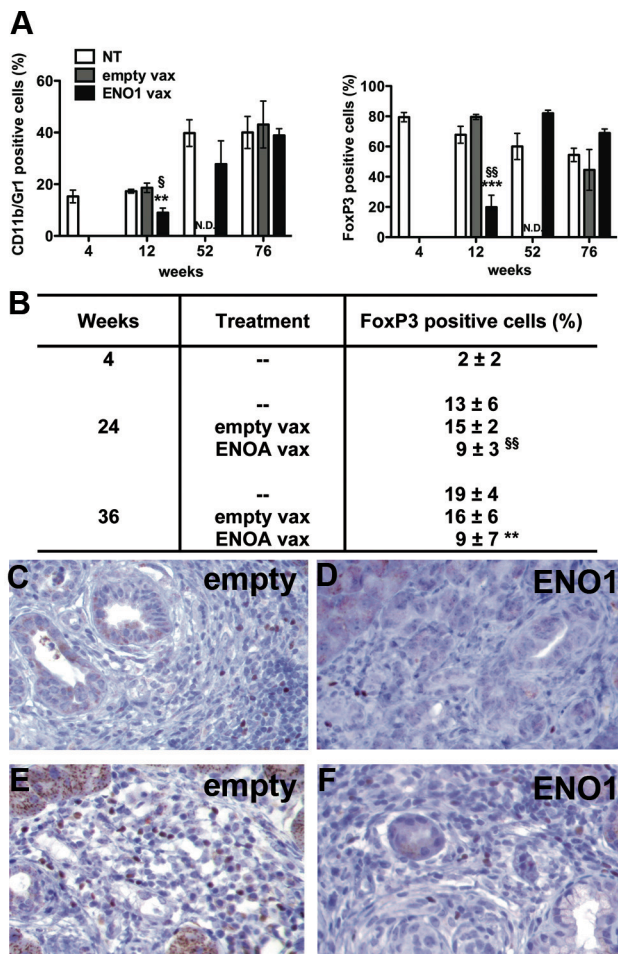 A
CD11b/Gr1 positive cells (%)
60
40
20
0
NT
empty vax
ENO1 vax
§
**
N.D.
4 12 52 76
weeks
FoxP3 positive cells (%)
100
80
60
40
20
0
§§
***
N.D.
4 12 52 76
weeks
B
Weeks Treatment FoxP3 positive cells (%)
4 -- 2 ± 2
-- 13 ± 6
24 empty vax 15 ± 2
ENOA vax 9 ± 3 §§
-- 19 ± 4
36 empty vax 16 ± 6
ENOA vax 9 ± 7 **
C empty
D ENO1
E empty
F ENO1